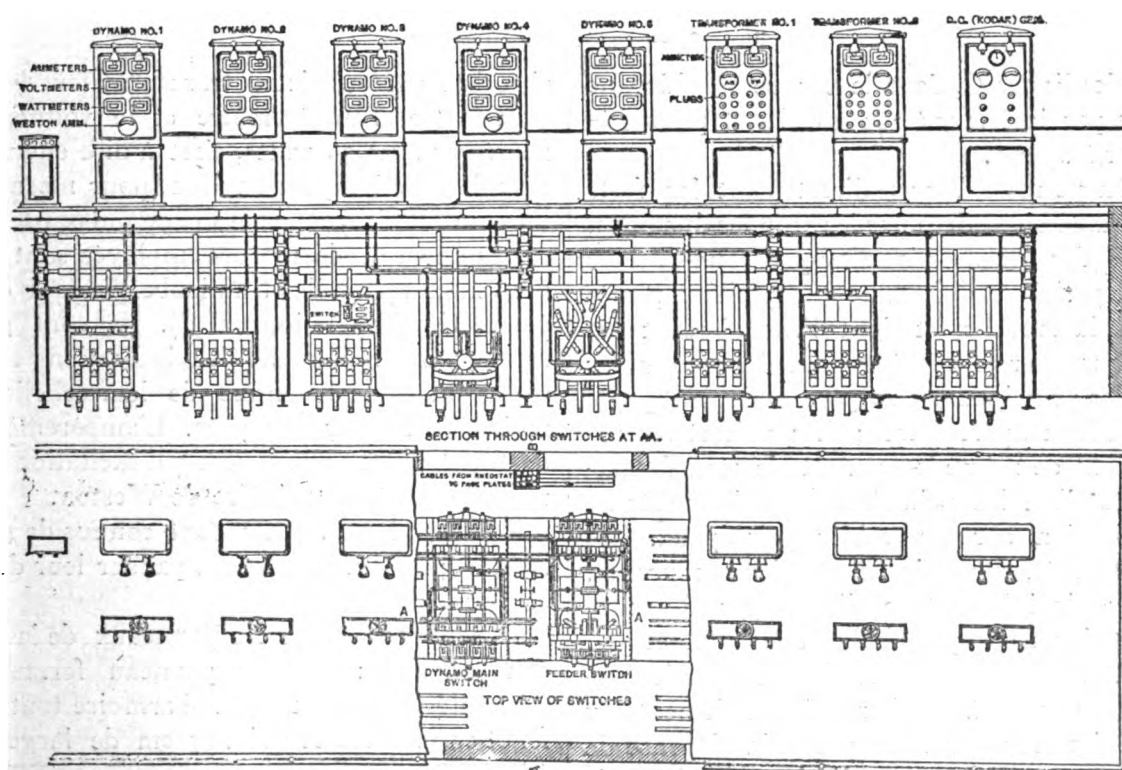 DYNAMO NO.1
DYNAMO NO.2
DYNAMO NO.3
DYNAMO NO.4
DYNAMO NO.5
TRANSFORMER NO.1
TRANSFORMER NO.2
D.C. (KODAK) GEN.
AMMETERS
VOLTMETERS
WATTMETERS
WESTON AMM.
AMMETERS
PLUGS
SWITCH
SECTION THROUGH SWITCHES AT AA.
CABLES FROM RHEOSTAT
TO FACE PLATES
A
A
DYNAMO MAIN
SWITCH
FEEDER SWITCH
TOP VIEW OF SWITCHES